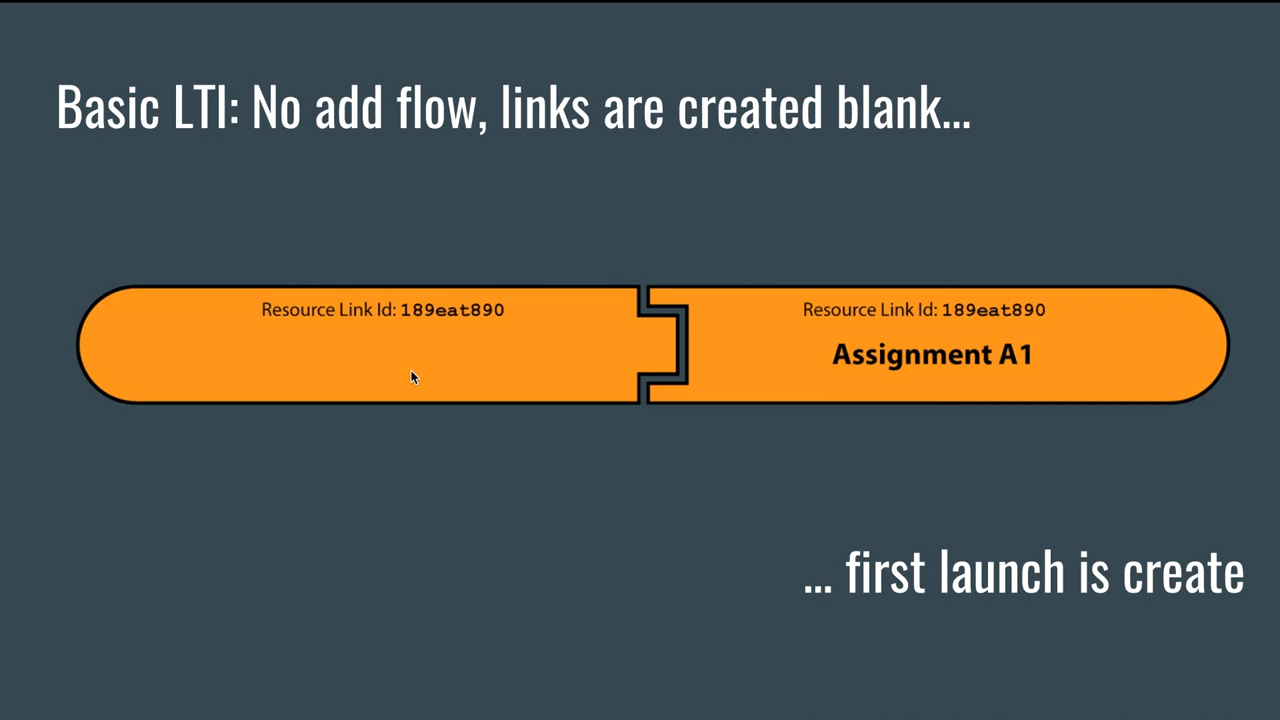 Basic LTI: No add flow, links are created blank...
Resource Link Id: 189eat890
Resource Link Id: 189eat890
Assignment A1
... first launch is create